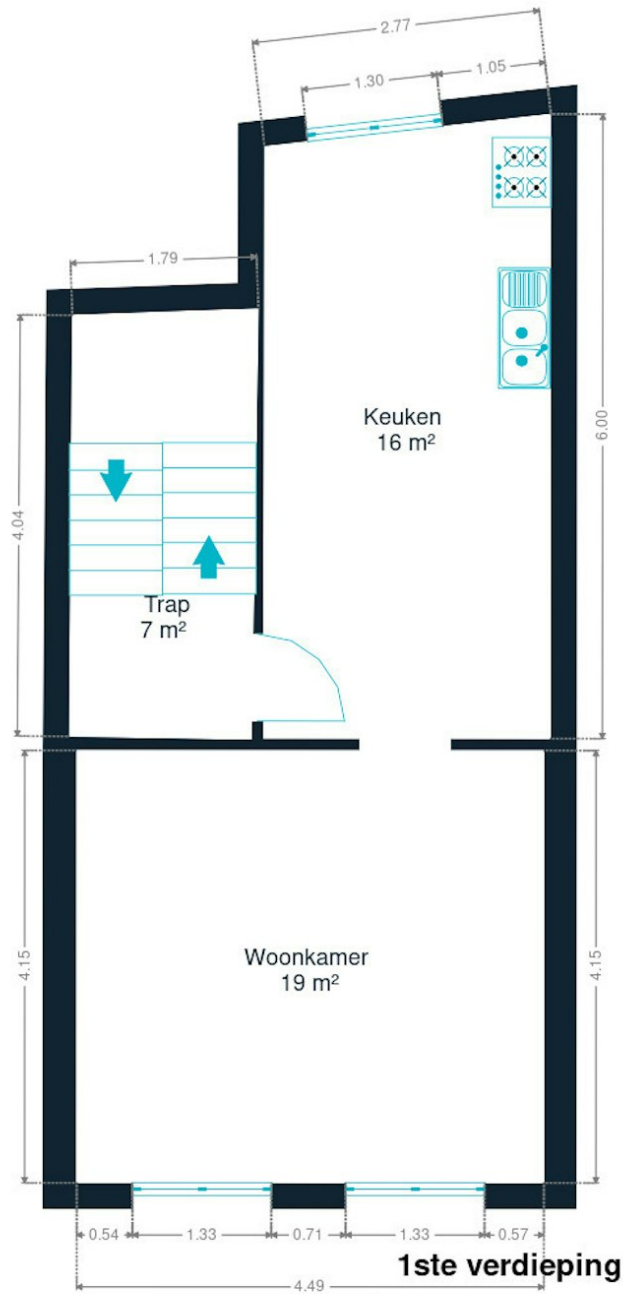 2.77
1.30
1.05
1.79
Keuken
16 m²
6.00
4.04
Trap
7 m²
4.15
4.15
Woonkamer
19 m²
0.54
1.33
0.71
1.33
0.57
1ste verdieping
4.49